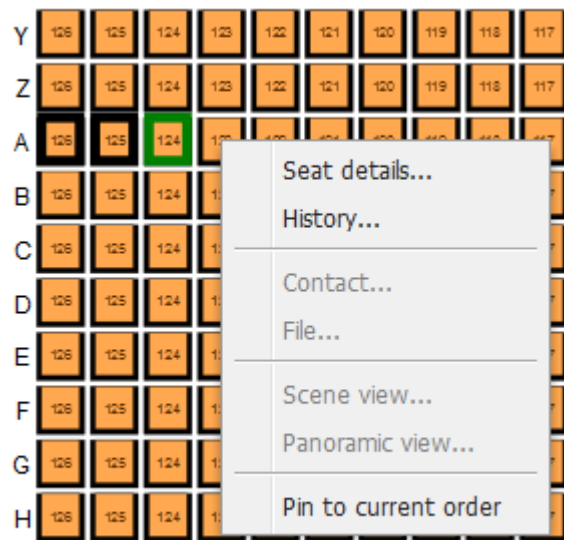 Y 126 125 124 123 122 121 120 119 118 117
Z 126 125 124 123 122 121 120 119 118 117
A 126 125 124
Seat details...
B 126 125 124
History...
C 126 125 124
Contact...
D 126 125 124
File...
E 126 125 124
Scene view...
F 126 125 124
Panoramic view...
G 126 125 124
Pin to current order
H 126 125 124